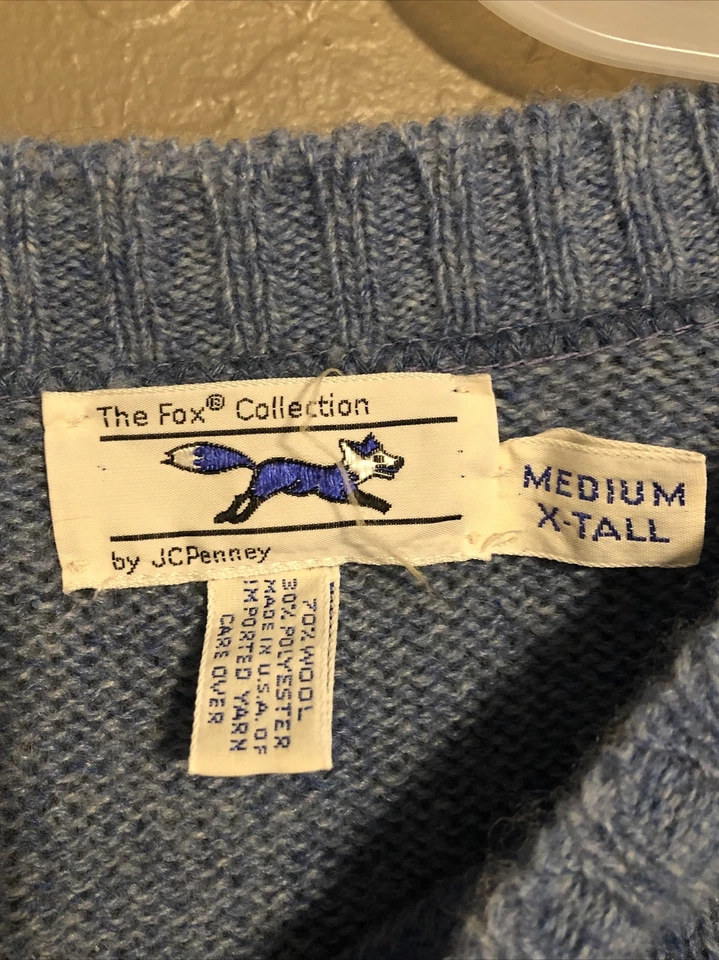 The Fox® Collection
by JCPenney
MEDIUM
X-TALL
70% WOOL
30% POLYESTER
MADE IN U.S.A. OF
IMPORTED YARN
CARE OVER